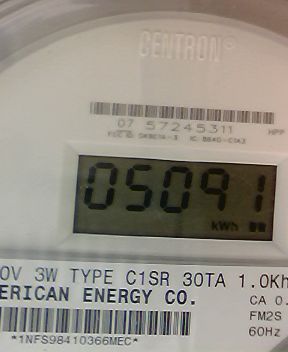 CENTRON®
07 57245311
HPP
05091
kWh
0V 3W TYPE C1SR 30TA 1.0Kh
ERICAN ENERGY CO.
CA 0.
FM2S
60Hz
*1NFS98410366MEC*